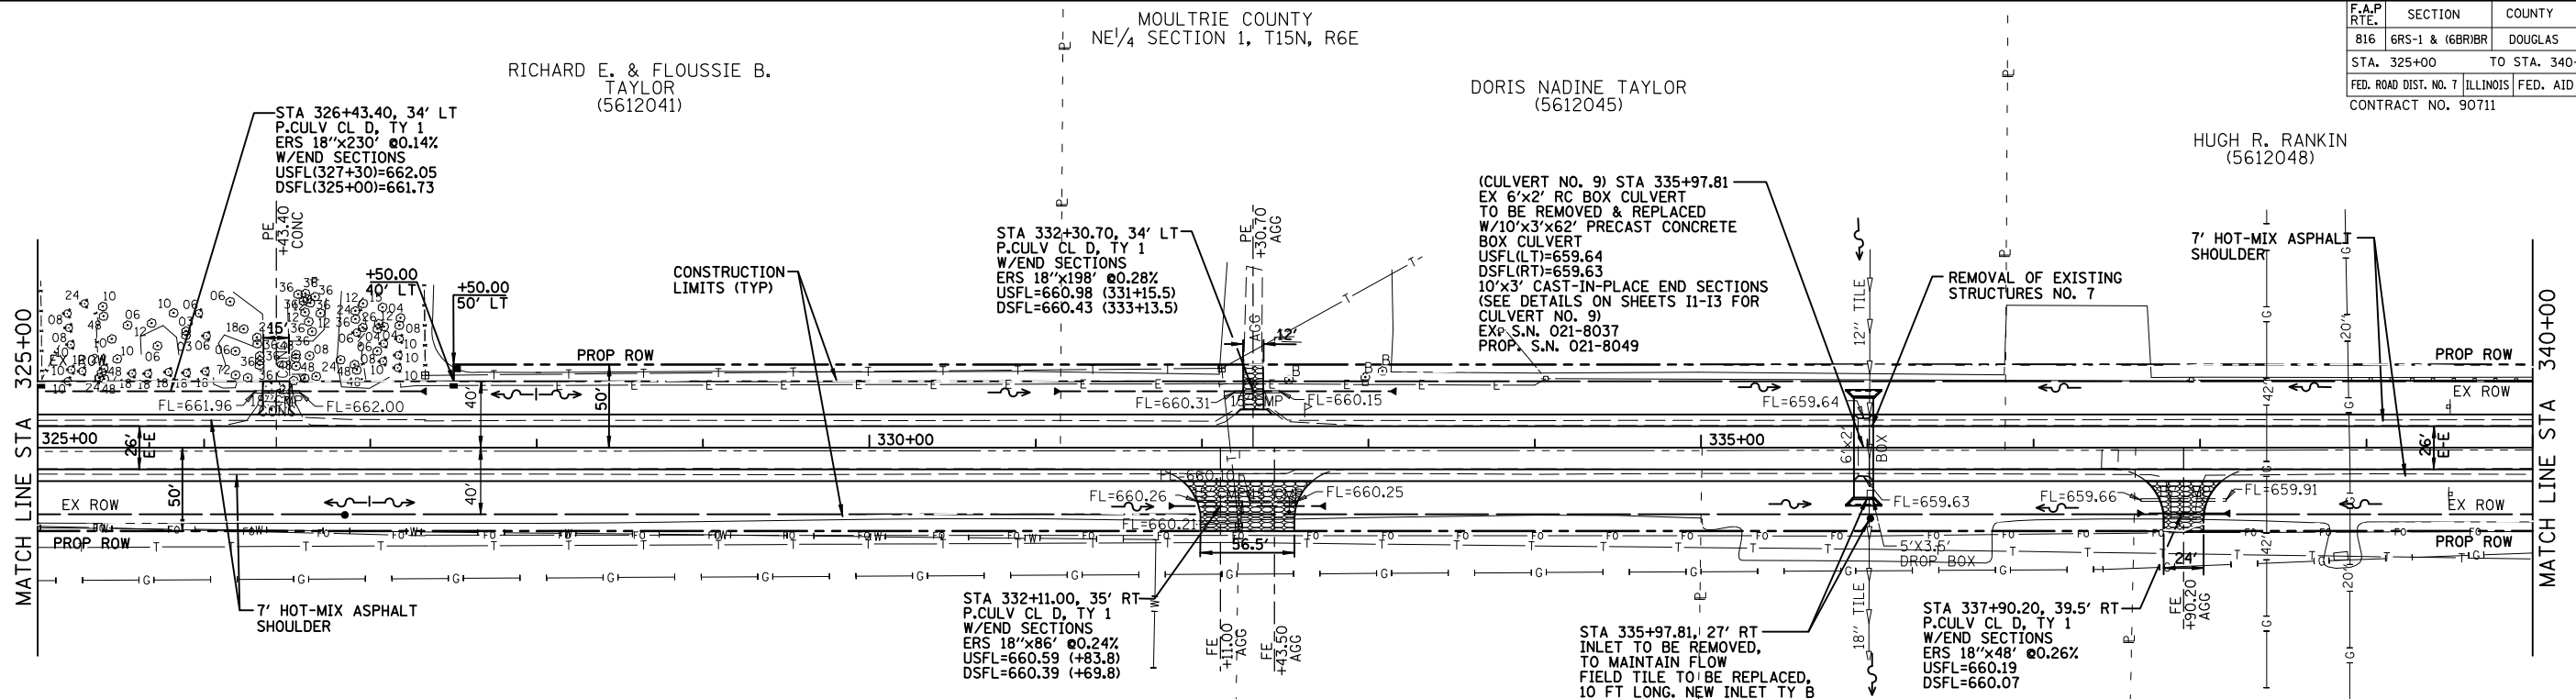 MOULTRIE COUNTY
NE1/4 SECTION 1, T15N, R6E
F.A.P RTE. SECTION COUNTY
816 6RS-1 & (6BR)BR DOUGLAS
STA. 325+00 TO STA. 340+
FED. ROAD DIST. NO. 7 ILLINOIS FED. AID
CONTRACT NO. 90711
RICHARD E. & FLOUSSIE B.
TAYLOR
(5612041)
DORIS NADINE TAYLOR
(5612045)
HUGH R. RANKIN
(5612048)
STA 326+43.40, 34' LT
P.CULV CL D, TY 1
ERS 18"x230' @0.14%
W/END SECTIONS
USFL(327+30)=662.05
DSFL(325+00)=661.73
PE
+43.40
CONC
+50.00
40' LT
+50.00
50' LT
CONSTRUCTION
LIMITS (TYP)
STA 332+30.70, 34' LT
P.CULV CL D, TY 1
W/END SECTIONS
ERS 18"x198' @0.28%
USFL=660.98 (331+15.5)
DSFL=660.43 (333+13.5)
PE
+30.70
AGG
AGG
12'
(CULVERT NO. 9) STA 335+97.81
EX 6'x2' RC BOX CULVERT
TO BE REMOVED & REPLACED
W/10'x3'x62' PRECAST CONCRETE
BOX CULVERT
USFL(LT)=659.64
DSFL(RT)=659.63
10'x3' CAST-IN-PLACE END SECTIONS
(SEE DETAILS ON SHEETS I1-I3 FOR
CULVERT NO. 9)
EX. S.N. 021-8037
PROP. S.N. 021-8049
12" TILE
REMOVAL OF EXISTING
STRUCTURES NO. 7
7' HOT-MIX ASPHALT
SHOULDER
MATCH LINE STA 325+00
MATCH LINE STA 340+00
EX ROW
15'
PROP ROW
PROP ROW
EX ROW
FL=661.96
FL=662.00
FL=660.31
FL=660.15
FL=659.64
40'
50'
42"
20"
325+00
330+00
335+00
26'
E-E
26'
E-E
6'x2'
BOX
50'
40'
FL=660.10
FL=660.26
FL=660.25
FL=660.21
FL=659.63
FL=659.66
FL=659.91
EX ROW
EX ROW
PROP ROW
PROP ROW
56.5'
5'X3.5'
DROP BOX
24'
42"
20"
7' HOT-MIX ASPHALT
SHOULDER
STA 332+11.00, 35' RT
P.CULV CL D, TY 1
W/END SECTIONS
ERS 18"x86' @0.24%
USFL=660.59 (+83.8)
DSFL=660.39 (+69.8)
FE
+11.00
AGG
FE
+43.50
AGG
STA 335+97.81, 27' RT
INLET TO BE REMOVED,
TO MAINTAIN FLOW
FIELD TILE TO BE REPLACED,
10 FT LONG. NEW INLET TY B
18" TILE
STA 337+90.20, 39.5' RT
P.CULV CL D, TY 1
W/END SECTIONS
ERS 18"x48' @0.26%
USFL=660.19
DSFL=660.07
FE
+90.20
AGG